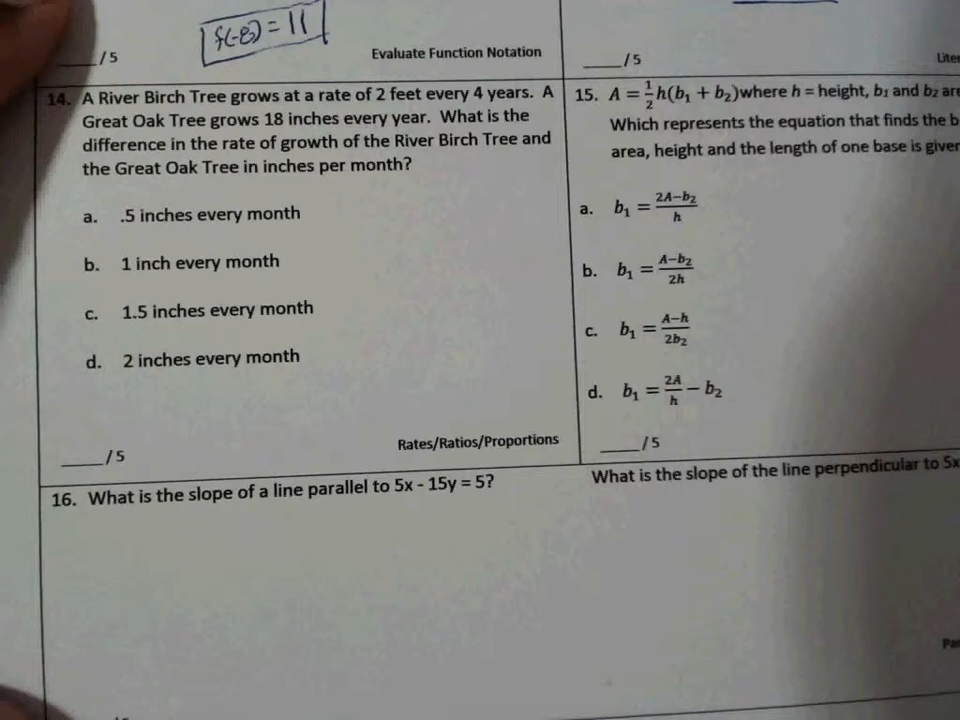 f(-8) = 11
___/5
Evaluate Function Notation
___/5
14. A River Birch Tree grows at a rate of 2 feet every 4 years. A
Great Oak Tree grows 18 inches every year. What is the
difference in the rate of growth of the River Birch Tree and
the Great Oak Tree in inches per month?
a. .5 inches every month
b. 1 inch every month
c. 1.5 inches every month
d. 2 inches every month
___/5
Rates/Ratios/Proportions
15. A = 1/2 h(b₁ + b₂) where h = height, b₁ and b₂ are
Which represents the equation that finds the b
area, height and the length of one base is given
a. b₁ = 2A−b₂/h
b. b₁ = A−b₂/2h
c. b₁ = A−h/2b₂
d. b₁ = 2A/h − b₂
___/5
16. What is the slope of a line parallel to 5x - 15y = 5?
What is the slope of the line perpendicular to 5x